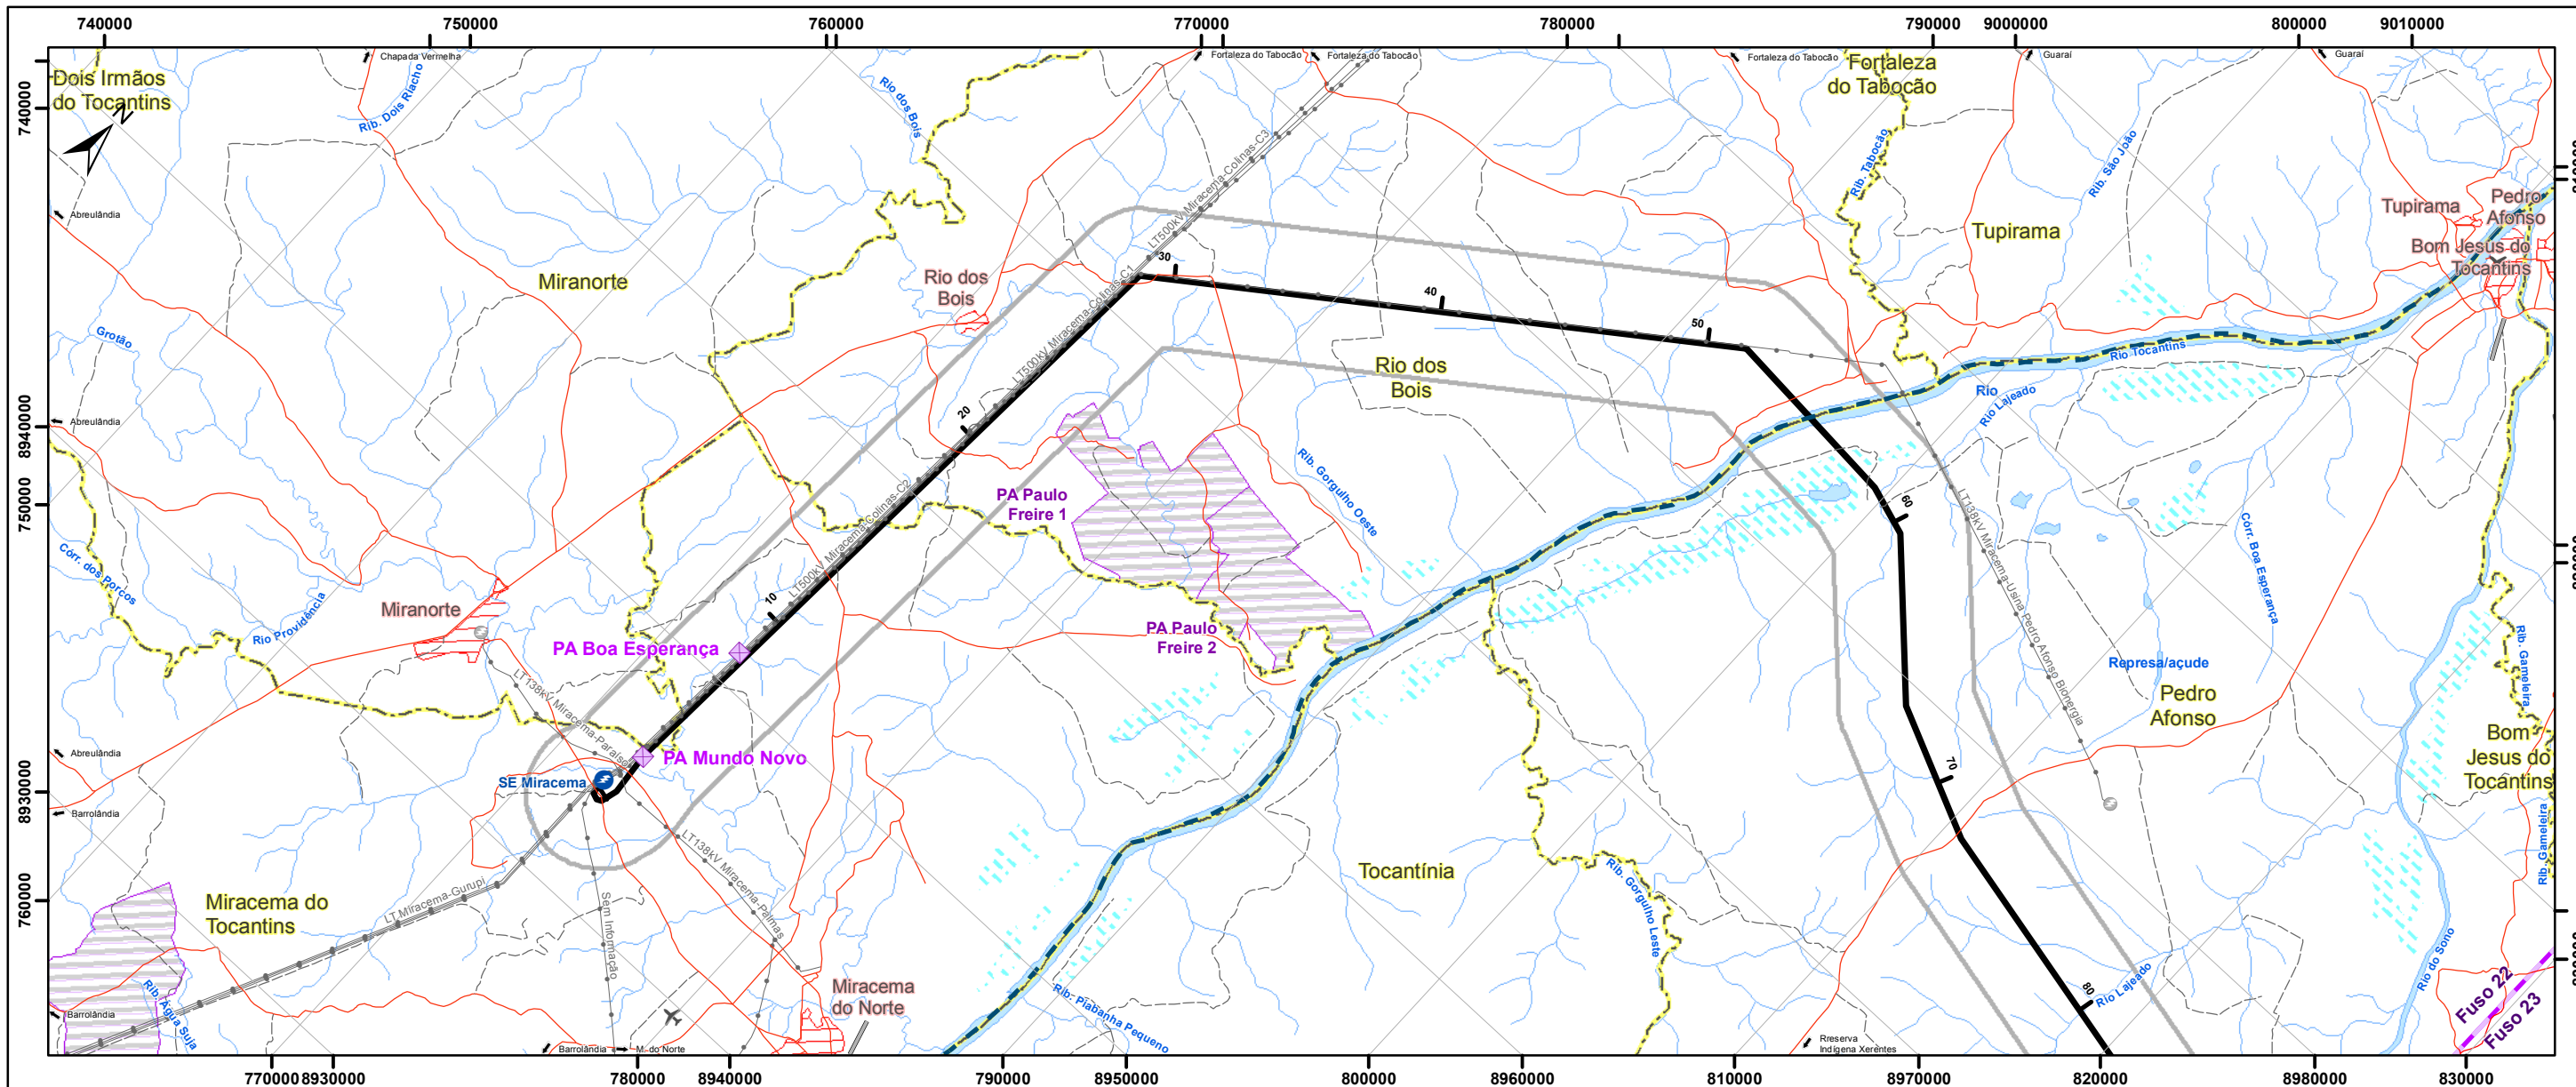 740000
750000
760000
770000
780000
790000
9000000
800000
9010000
Chapada Vermelha
Fortaleza do Tabocão
Fortaleza do Tabocão
Fortaleza do Tabocão
Guaraí
Guaraí
Dois Irmãos
do Tocantins
N
740000
Rib. Dois Riacho
Rio dos Bois
Fortaleza
do Tabocão
Rib. Tabocão
Rib. São João
LT500kV Miracema-Colinas-C3
Abreulândia
Tupirama
Tupirama
Pedro
Afonso
Bom Jesus do
Tocantins
Miranorte
Rio dos
Bois
30
40
50
LT500kV Miracema-Colinas-C1
Grotão
Rio Tocantins
Rio
Rio Lajeado
Rio dos
Bois
8940000
Abreulândia
20
750000
LT500kV Miracema-Colinas-C2
PA Paulo
Freire 1
Rib. Gorgulho Oeste
60
LT138kV Miracema-Usina Pedro Afonso Bionergia
Córr. Boa Esperança
Córr. dos Porcos
Rio Providência
Miranorte
10
PA Boa Esperança
PA Paulo
Freire 2
Represa/açude
Rib. Gameleira
Pedro
Afonso
LT138kV Miracema-Paraíso
Abreulândia
SE Miracema
PA Mundo Novo
70
Bom
Jesus do
Tocantins
8930000
Barrolândia
Rib. Gameleira
LT138kV Miracema-Palmas
Tocantínia
Rib. Gorgulho Leste
760000
Miracema do
Tocantins
LT Miracema-Gurupi
Sem Informação
Rib. Água Suja
Barrolândia
Miracema
do Norte
Rib. Piabanha Pequeno
80
Rio Lajeado
Rio do Sono
Fuso 22
Fuso 23
Barrolândia
M. do Norte
Rreserva
Indígena Xerentes
770000
8930000
780000
8940000
790000
8950000
800000
8960000
810000
8970000
820000
8980000
830000